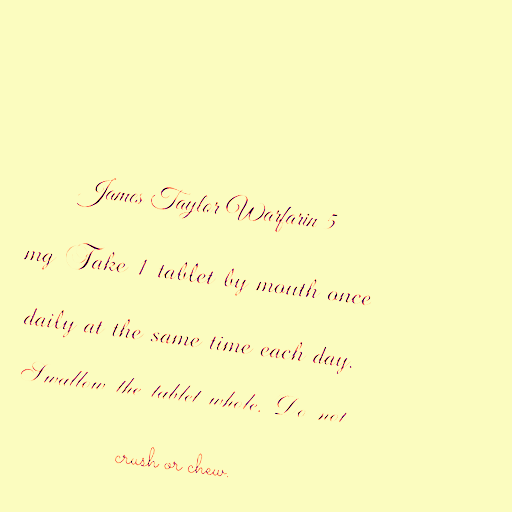 James Taylor Warfarin 5
mg Take 1 tablet by mouth once
daily at the same time each day.
Swallow the tablet whole. Do not
crush or chew.